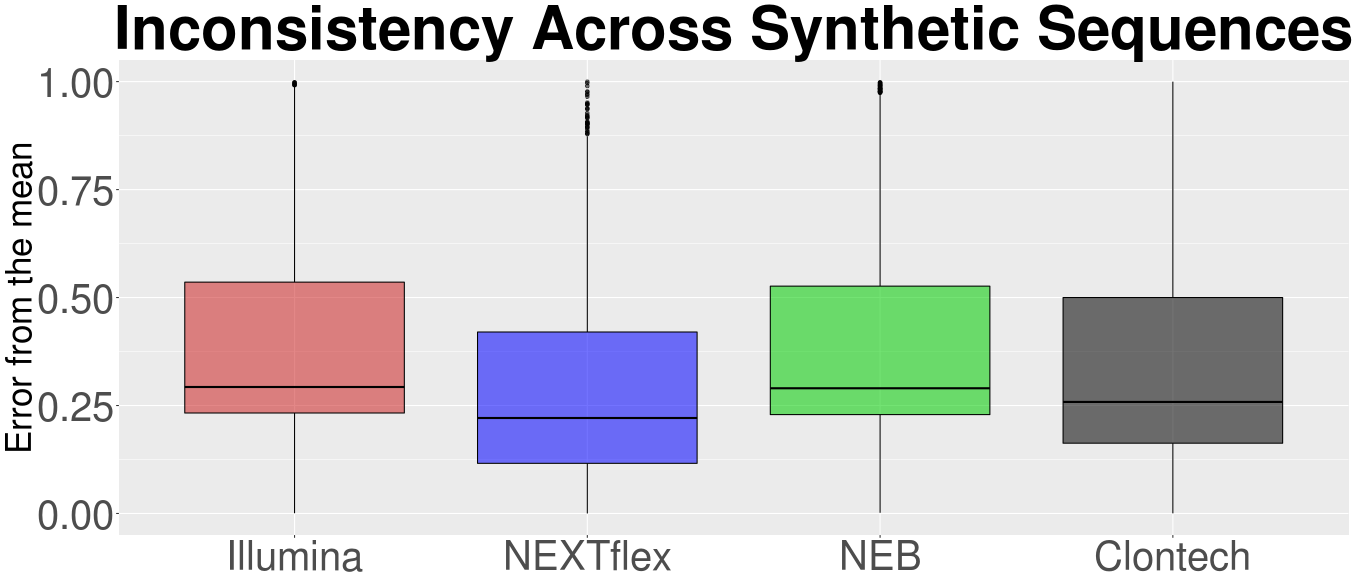 Inconsistency Across Synthetic Sequences
Error from the mean
1.00
0.75
0.50
0.25
0.00
Illumina NEXTflex NEB Clontech